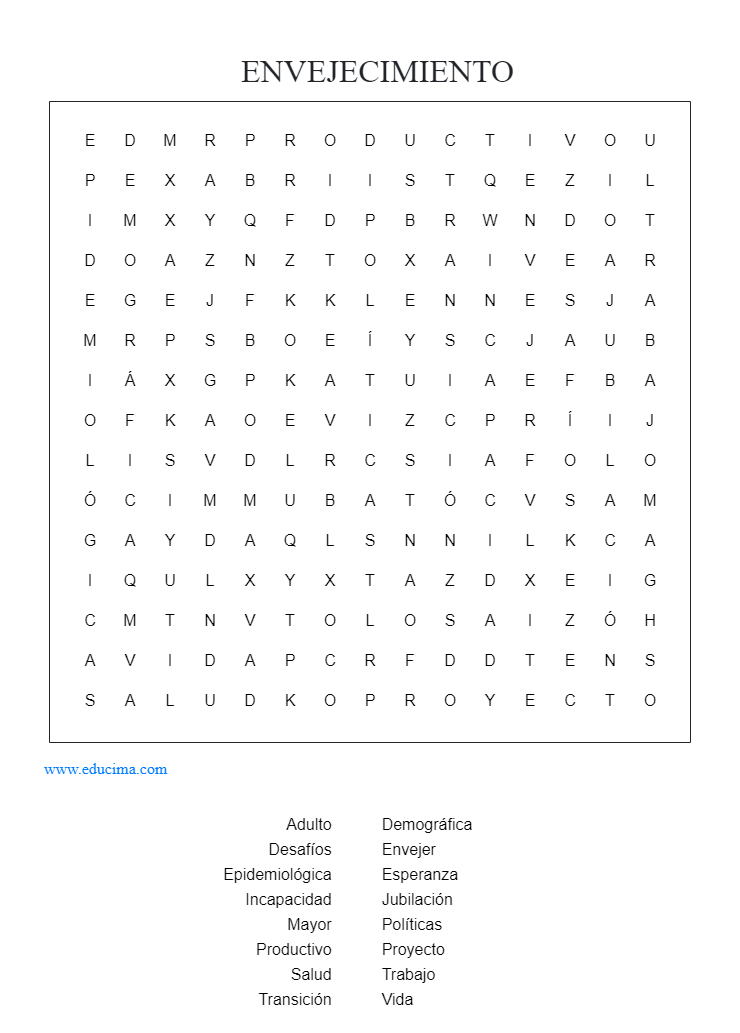 ENVEJECIMIENTO
E D M R P R O D U C T I V O U
P E X A B R I I S T Q E Z I L
I M X Y Q F D P B R W N D O T
D O A Z N Z T O X A I V E A R
E G E J F K K L E N N E S J A
M R P S B O E Í Y S C J A U B
I Á X G P K A T U I A E F B A
O F K A O E V I Z C P R Í I J
L I S V D L R C S I A F O L O
Ó C I M M U B A T Ó C V S A M
G A Y D A Q L S N N I L K C A
I Q U L X Y X T A Z D X E I G
C M T N V T O L O S A I Z Ó H
A V I D A P C R F D D T E N S
S A L U D K O P R O Y E C T O
www.educima.com
Adulto Demográfica
Desafíos Envejer
Epidemiológica Esperanza
Incapacidad Jubilación
Mayor Políticas
Productivo Proyecto
Salud Trabajo
Transición Vida